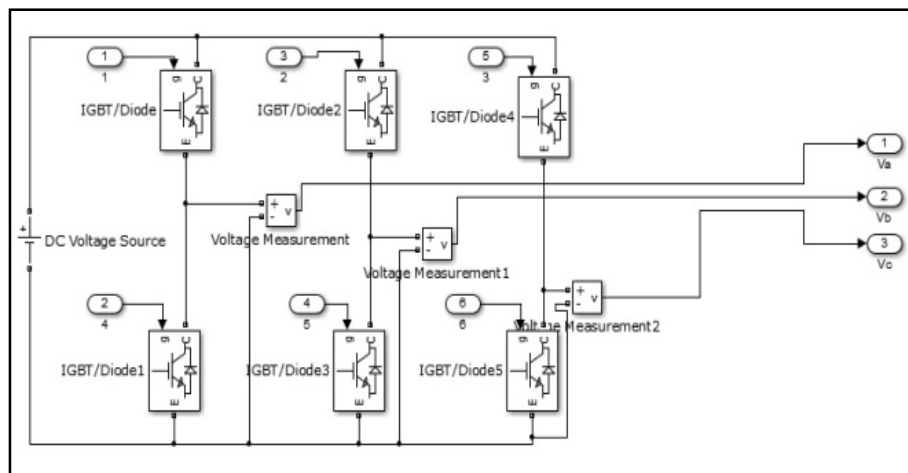 1
1
g
C
E
IGBT/Diode
3
2
g
C
E
IGBT/Diode2
5
3
g
C
E
IGBT/Diode4
1
Va
+
-
v
Voltage Measurement
2
Vb
+
DC Voltage Source
+
-
v
Voltage Measurement1
3
Vc
+
-
v
Voltage Measurement2
2
4
g
C
E
IGBT/Diode1
4
5
g
C
E
IGBT/Diode3
6
6
g
C
E
IGBT/Diode5